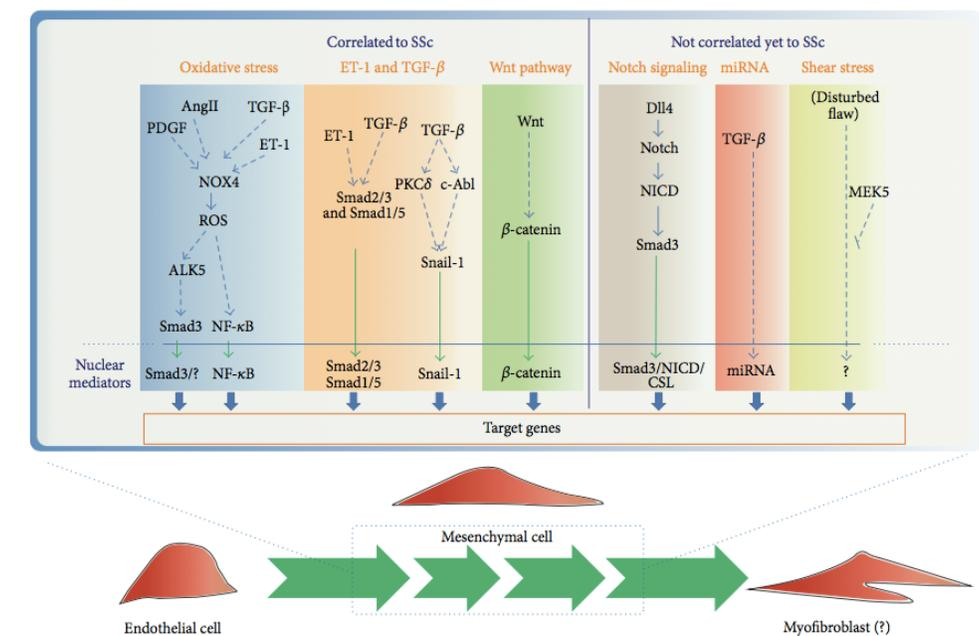 Correlated to SSc
Not correlated yet to SSc
Oxidative stress
ET-1 and TGF-β
Wnt pathway
Notch signaling
miRNA
Shear stress
AngII
TGF-β
PDGF
ET-1
NOX4
ROS
ALK5
Smad3
NF-κB
Smad3/?
NF-κB
ET-1
TGF-β
TGF-β
PKCδ
c-Abl
Smad2/3
and Smad1/5
Snail-1
Smad2/3
Smad1/5
Snail-1
Wnt
β-catenin
β-catenin
Dll4
Notch
NICD
Smad3
Smad3/NICD/
CSL
TGF-β
miRNA
(Disturbed
flaw)
MEK5
?
Nuclear
mediators
Target genes
Mesenchymal cell
Endothelial cell
Myofibroblast (?)